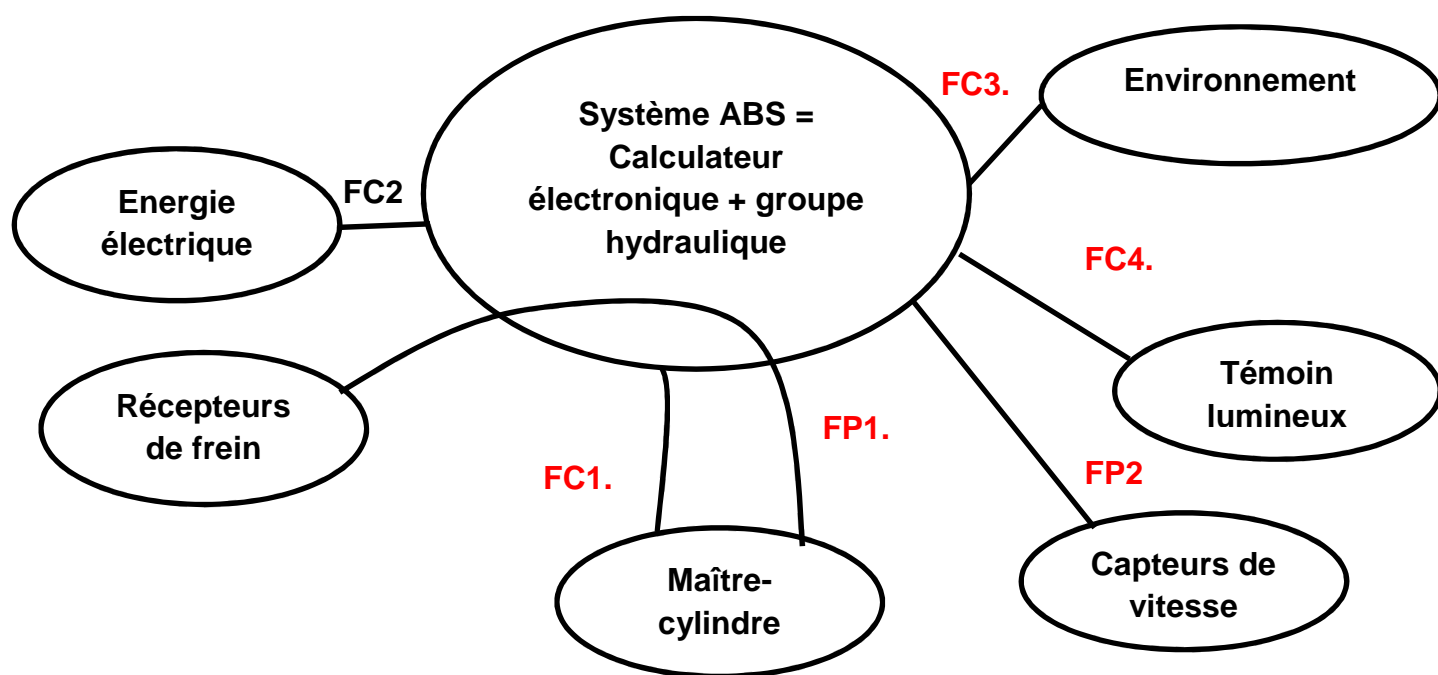 Système ABS =
Calculateur
électronique + groupe
hydraulique
FC3.
Environnement
Energie
électrique
FC2
FC4.
Témoin
lumineux
Récepteurs
de frein
FC1.
FP1.
FP2
Maître-
cylindre
Capteurs de
vitesse